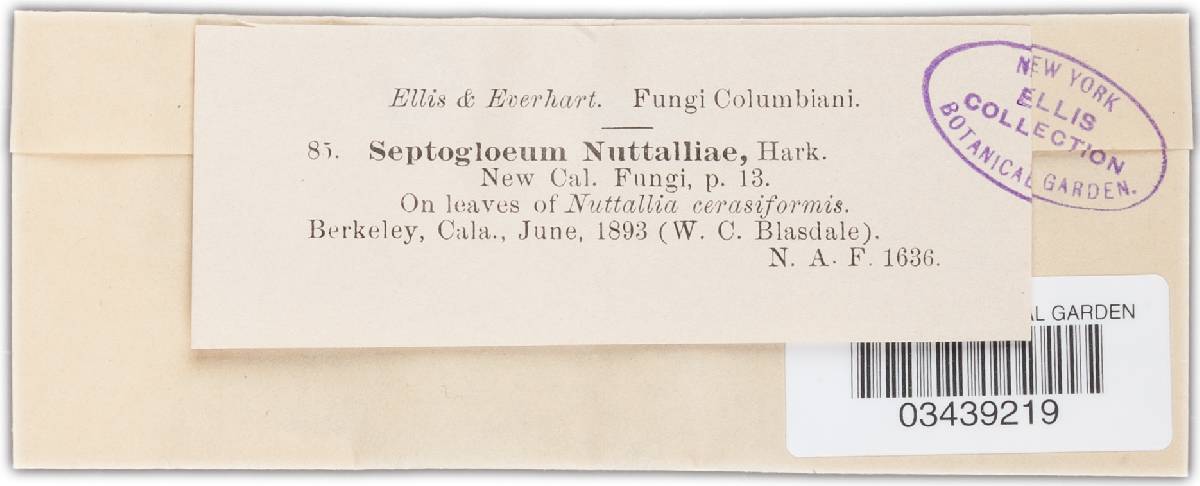 Ellis & Everhart. Fungi Columbiani.
85. Septogloeum Nuttalliae, Hark.
New Cal. Fungi, p. 13.
On leaves of Nuttallia cerasiformis.
Berkeley, Cala., June, 1893 (W. C. Blasdale).
N. A. F. 1636.
NEW YORK
ELLIS
COLLECTION
BOTANICAL GARDEN.
AL GARDEN
03439219